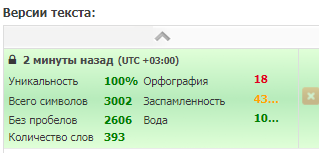 Версии текста:
2 минуты назад (UTC +03:00)
Уникальность 100% Орфография 18
Всего символов 3002 Заспамленность 43...
Без пробелов 2606 Вода 10...
Количество слов 393